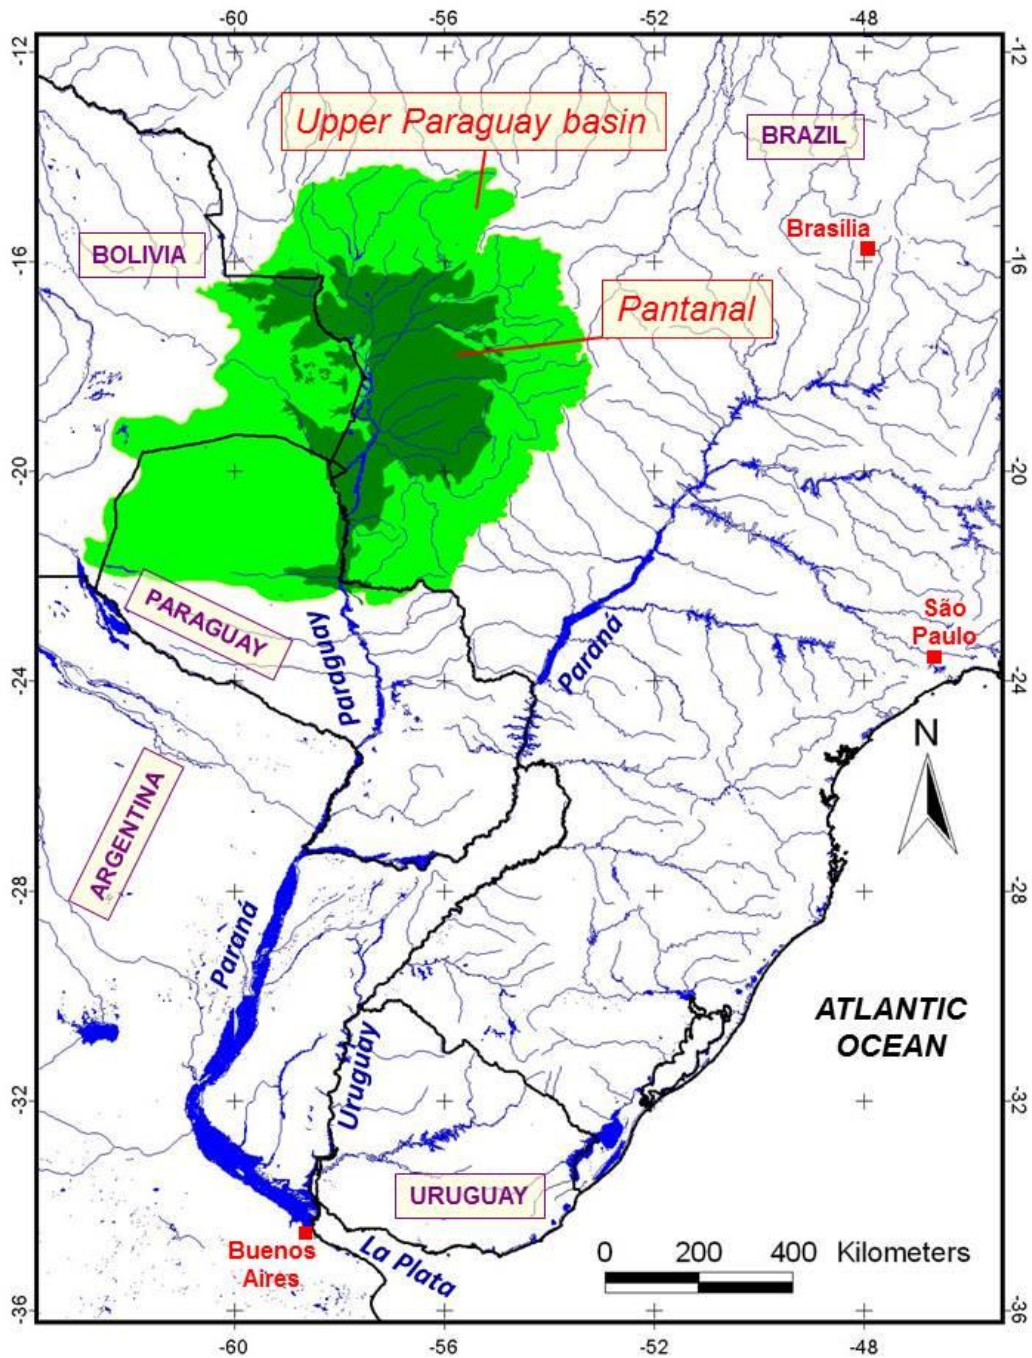 -60
-56
-52
-48
-12
-12
Upper Paraguay basin
BRAZIL
Brasília
BOLIVIA
-16
-16
Pantanal
-20
-20
PARAGUAY
Paraguay
Paraná
São
Paulo
-24
-24
N
ARGENTINA
-28
-28
Paraná
ATLANTIC
OCEAN
Uruguay
-32
-32
URUGUAY
Buenos
Aires
La Plata
0 200 400 Kilometers
-36
-36
-60
-56
-52
-48